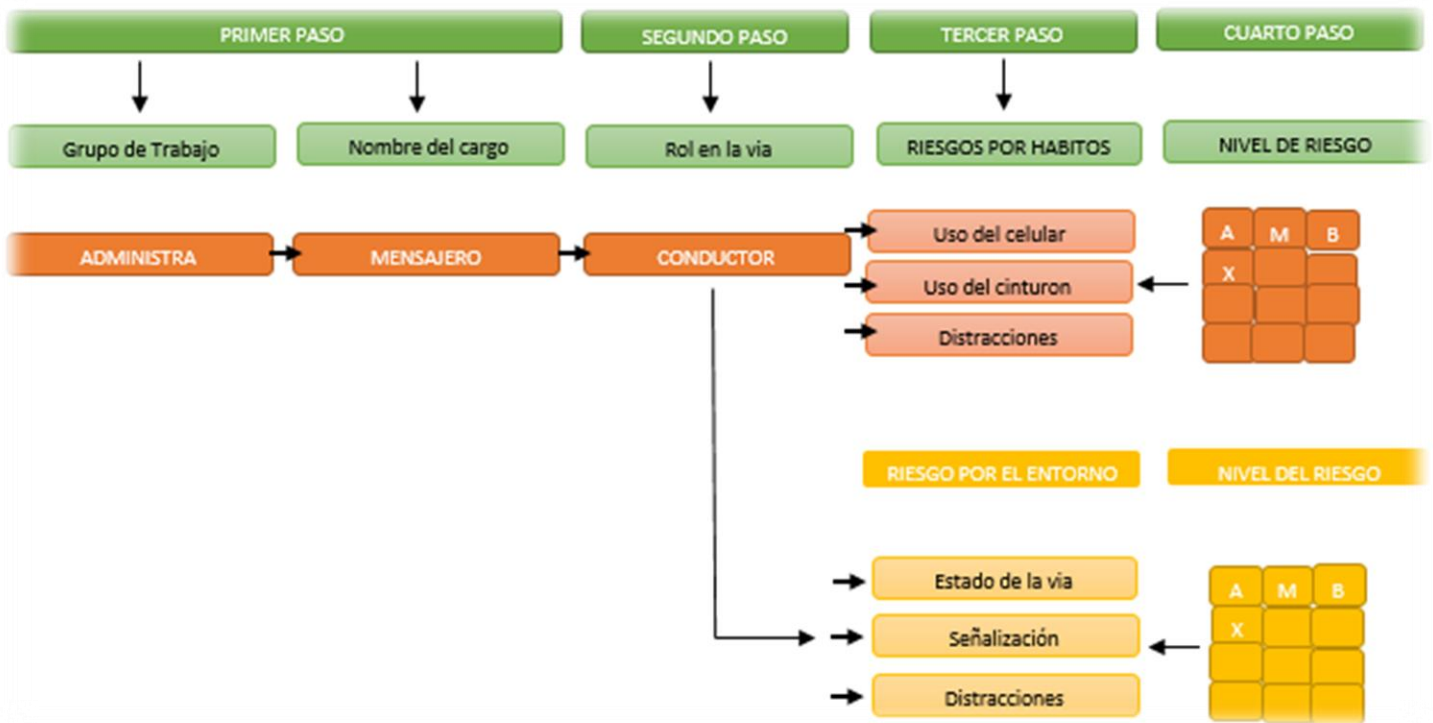 PRIMER PASO
SEGUNDO PASO
TERCER PASO
CUARTO PASO
Grupo de Trabajo
Nombre del cargo
Rol en la via
RIESGOS POR HABITOS
NIVEL DE RIESGO
ADMINISTRA
MENSAJERO
CONDUCTOR
Uso del celular
Uso del cinturon
Distracciones
A M B
X
RIESGO POR EL ENTORNO
NIVEL DEL RIESGO
Estado de la via
Señalización
Distracciones
A M B
X